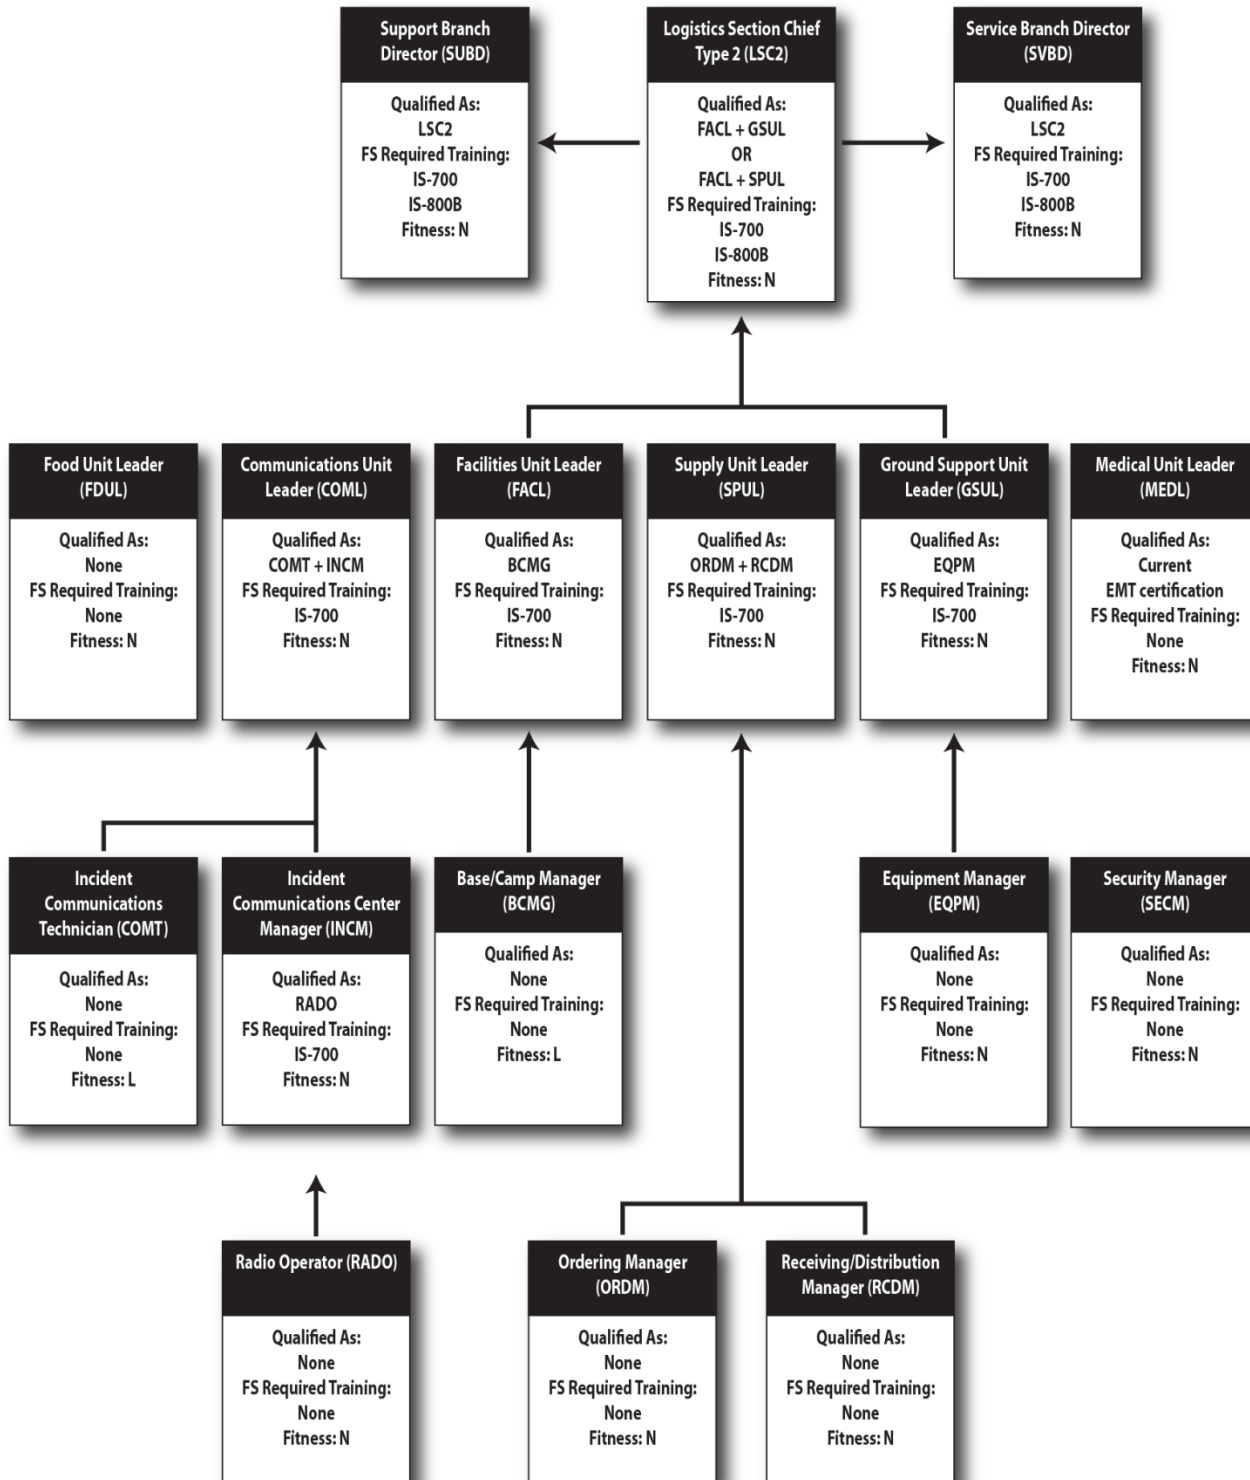 Support Branch
Director (SUBD)
Qualified As:
LSC2
FS Required Training:
IS-700
IS-800B
Fitness: N
Logistics Section Chief
Type 2 (LSC2)
Qualified As:
FACL + GSUL
OR
FACL + SPUL
FS Required Training:
IS-700
IS-800B
Fitness: N
Service Branch Director
(SVBD)
Qualified As:
LSC2
FS Required Training:
IS-700
IS-800B
Fitness: N
Food Unit Leader
(FDUL)
Qualified As:
None
FS Required Training:
None
Fitness: N
Communications Unit
Leader (COML)
Qualified As:
COMT + INCM
FS Required Training:
IS-700
Fitness: N
Facilities Unit Leader
(FACL)
Qualified As:
BCMG
FS Required Training:
IS-700
Fitness: N
Supply Unit Leader
(SPUL)
Qualified As:
ORDM + RCDM
FS Required Training:
IS-700
Fitness: N
Ground Support Unit
Leader (GSUL)
Qualified As:
EQPM
FS Required Training:
IS-700
Fitness: N
Medical Unit Leader
(MEDL)
Qualified As:
Current
EMT certification
FS Required Training:
None
Fitness: N
Incident
Communications
Technician (COMT)
Qualified As:
None
FS Required Training:
None
Fitness: L
Incident
Communications Center
Manager (INCM)
Qualified As:
RADO
FS Required Training:
IS-700
Fitness: N
Base/Camp Manager
(BCMG)
Qualified As:
None
FS Required Training:
None
Fitness: L
Equipment Manager
(EQPM)
Qualified As:
None
FS Required Training:
None
Fitness: N
Security Manager
(SECM)
Qualified As:
None
FS Required Training:
None
Fitness: N
Radio Operator (RADO)
Qualified As:
None
FS Required Training:
None
Fitness: N
Ordering Manager
(ORDM)
Qualified As:
None
FS Required Training:
None
Fitness: N
Receiving/Distribution
Manager (RCDM)
Qualified As:
None
FS Required Training:
None
Fitness: N